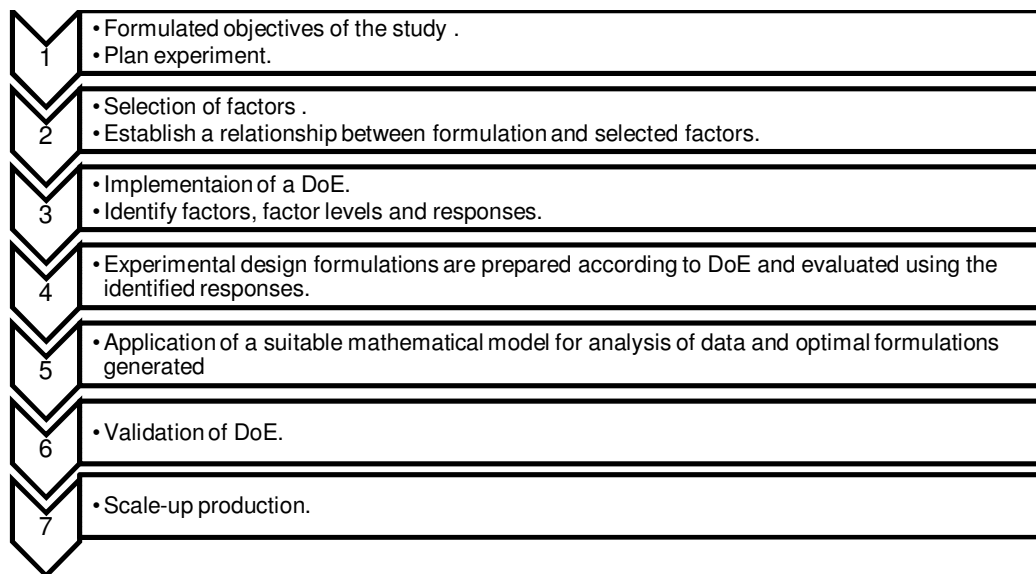 1
• Formulated objectives of the study .
• Plan experiment.
2
• Selection of factors .
• Establish a relationship between formulation and selected factors.
3
• Implementaion of a DoE.
• Identify factors, factor levels and responses.
4
• Experimental design formulations are prepared according to DoE and evaluated using the
identified responses.
5
• Application of a suitable mathematical model for analysis of data and optimal formulations
generated
6
• Validation of DoE.
7
• Scale-up production.